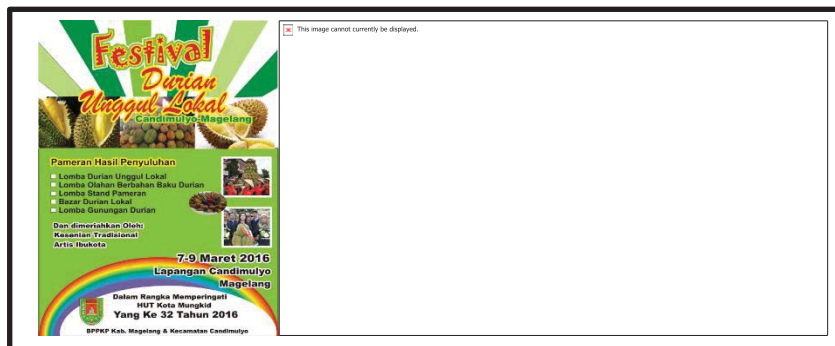 Festival
Durian
Unggul Lokal
Candimulyo-Magelang
Pameran Hasil Penyuluhan
Lomba Durian Unggul Lokal
Lomba Olahan Berbahan Baku Durian
Lomba Stand Pameran
Bazar Durian Lokal
Lomba Gunungan Durian
Dan dimeriahkan Oleh:
Kesenian Tradisional
Artis Ibukota
7-9 Maret 2016
Lapangan Candimulyo
Magelang
Dalam Rangka Memperingati
HUT Kota Mungkid
Yang Ke 32 Tahun 2016
BPPKP Kab. Magelang & Kecamatan Candimulyo
This image cannot currently be displayed.